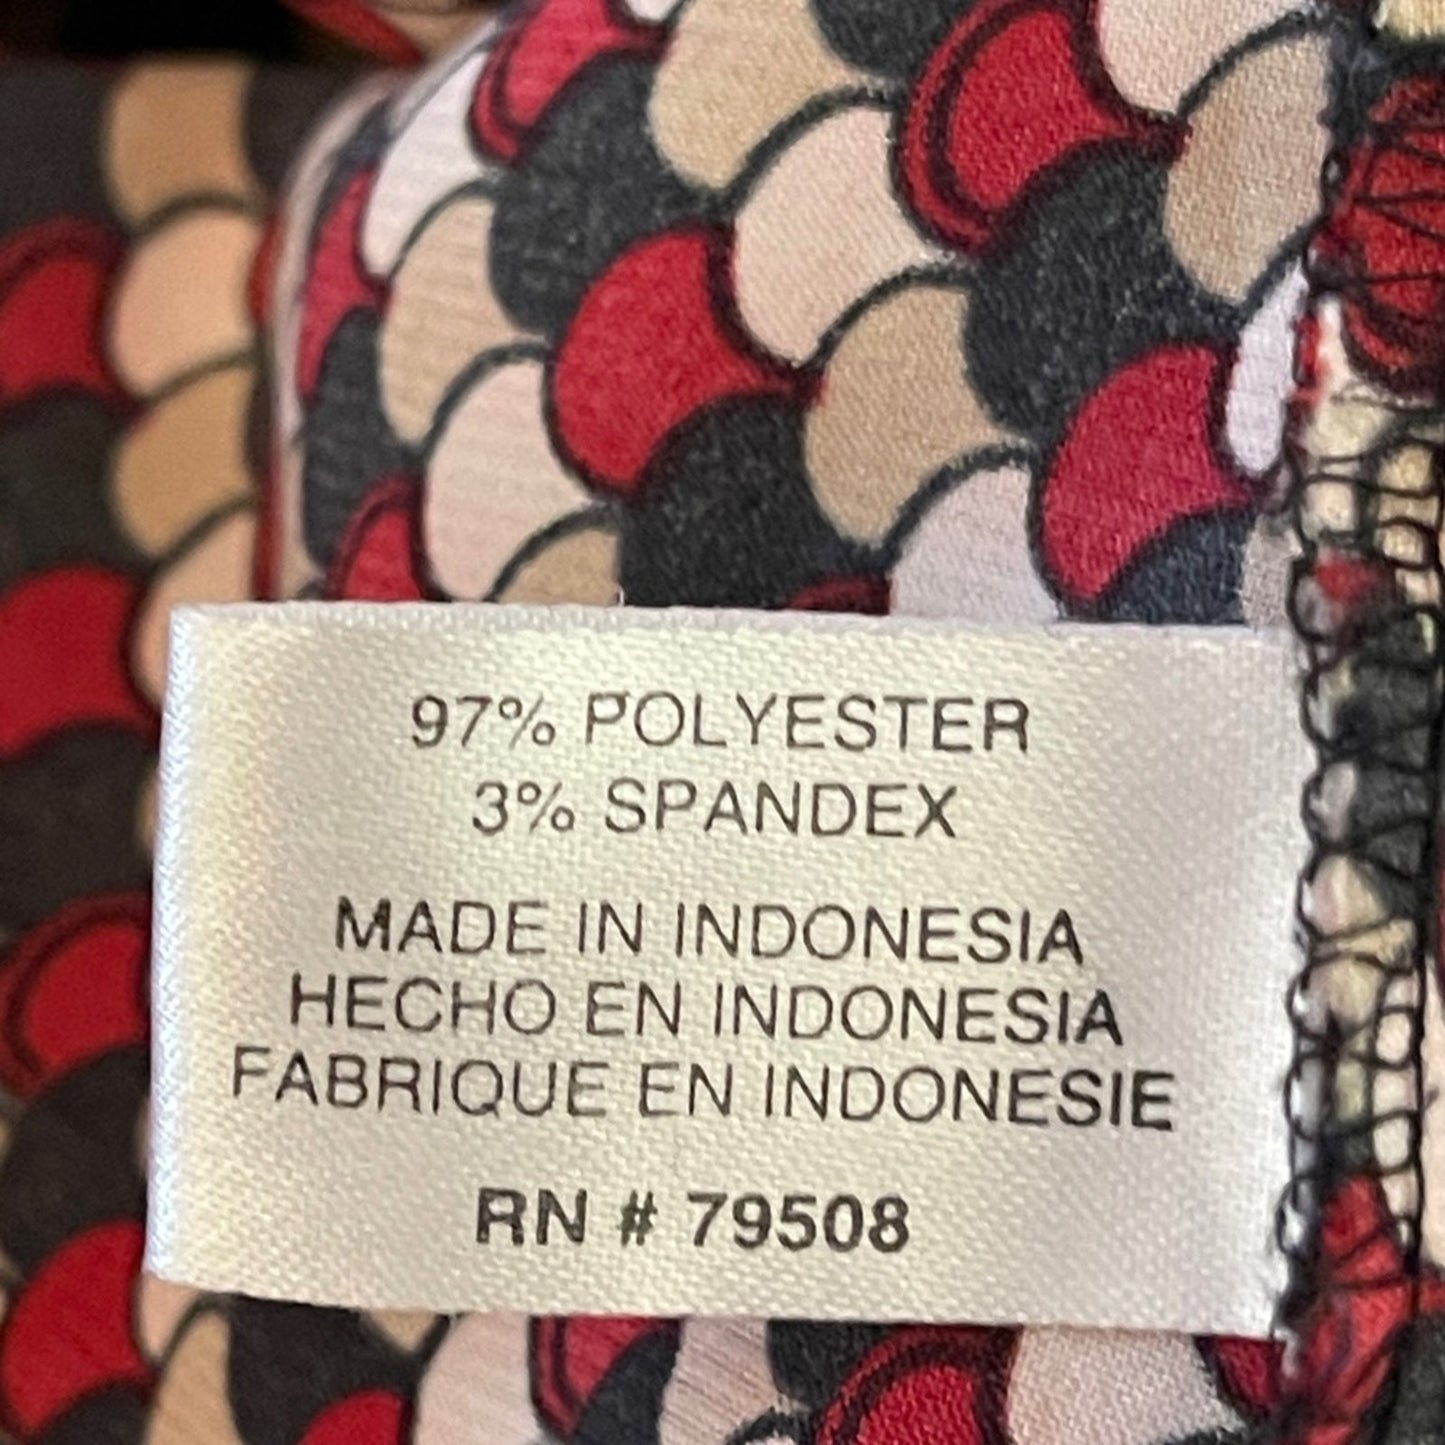 97% POLYESTER
3% SPANDEX
MADE IN INDONESIA
HECHO EN INDONESIA
FABRIQUE EN INDONESIE
RN # 79508